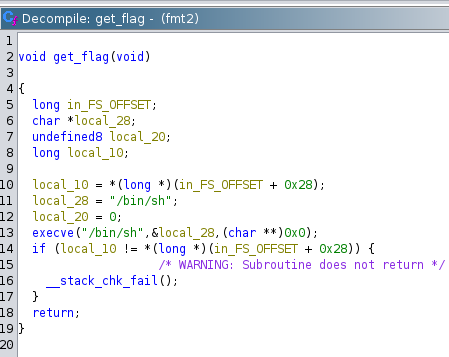 Decompile: get_flag - (fmt2)
1
2 void get_flag(void)
3
4 {
5 long in_FS_OFFSET;
6 char *local_28;
7 undefined8 local_20;
8 long local_10;
9
10 local_10 = *(long *)(in_FS_OFFSET + 0x28);
11 local_28 = "/bin/sh";
12 local_20 = 0;
13 execve("/bin/sh",&local_28,(char **)0x0);
14 if (local_10 != *(long *)(in_FS_OFFSET + 0x28)) {
15 /* WARNING: Subroutine does not return */
16 __stack_chk_fail();
17 }
18 return;
19 }
20